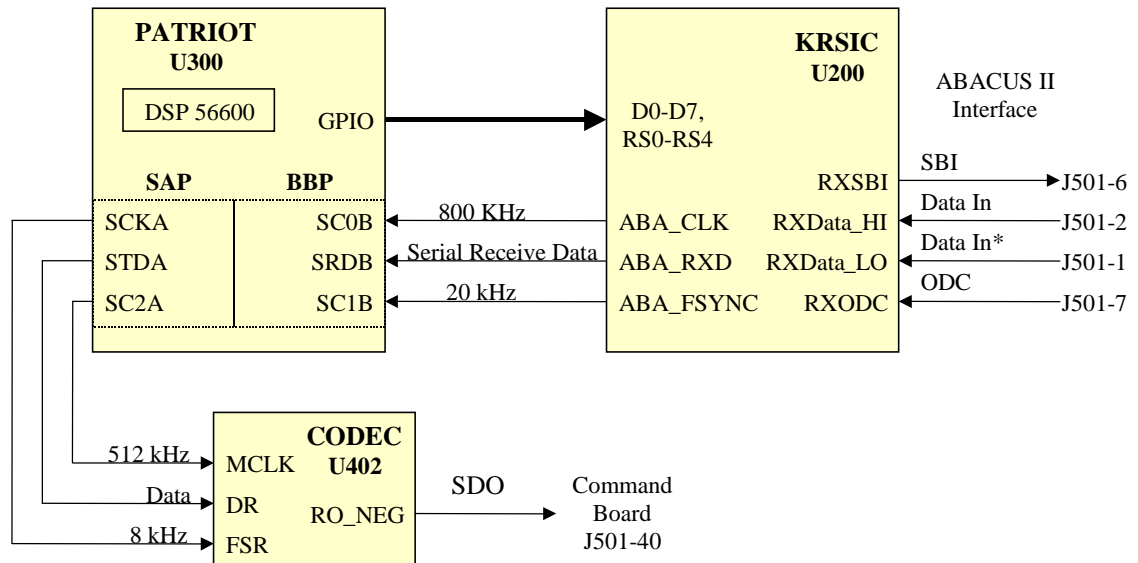 PATRIOT
U300
DSP 56600
GPIO
SAP
BBP
SCKA
STDA
SC2A
SC0B
SRDB
SC1B
800 KHz
Serial Receive Data
20 kHz
KRSIC
U200
D0-D7,
RS0-RS4
ABA_CLK
ABA_RXD
ABA_FSYNC
RXSBI
RXData_HI
RXData_LO
RXODC
ABACUS II
Interface
SBI
J501-6
Data In
J501-2
Data In*
J501-1
ODC
J501-7
512 kHz
Data
8 kHz
CODEC
U402
MCLK
DR
FSR
RO_NEG
SDO
Command
Board
J501-40